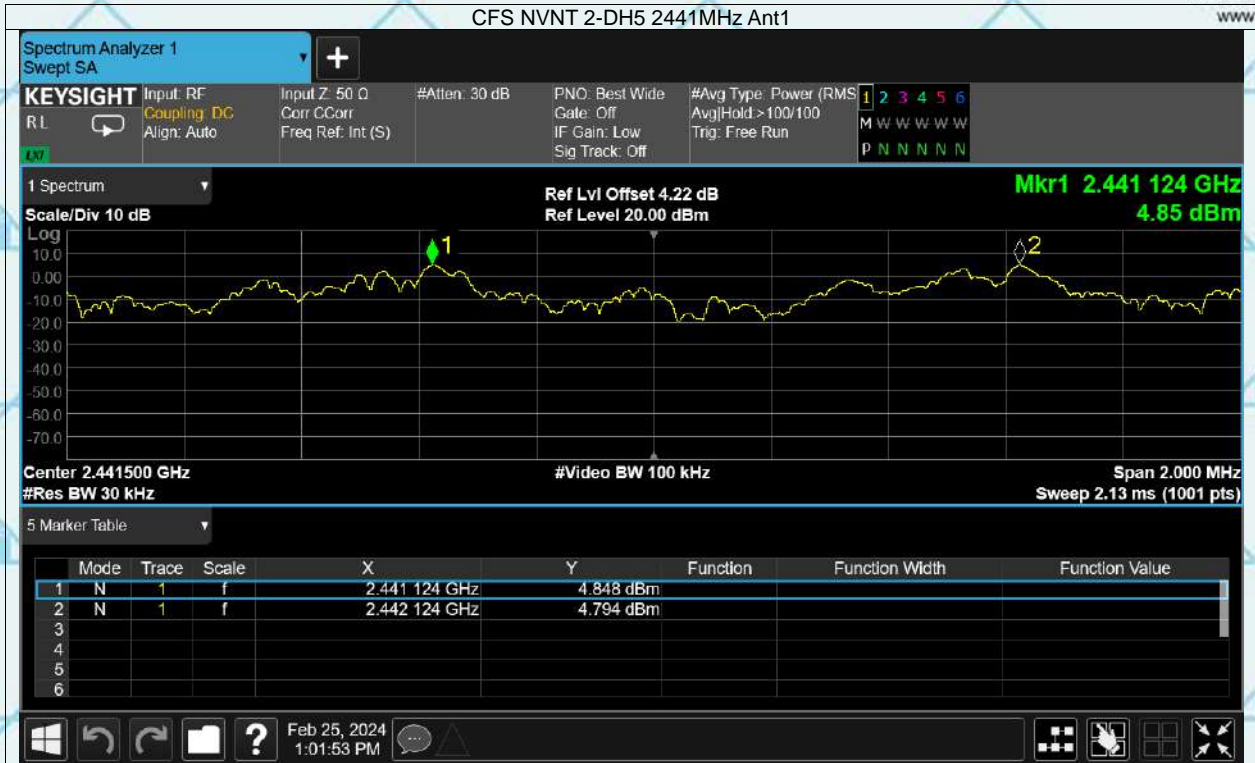 CFS NVNT 2-DH5 2441MHz Ant1
www
Spectrum Analyzer 1
Swept SA
+
KEYSIGHT
RL
LXI
Input: RF
Coupling: DC
Align: Auto
Input Z: 50 Ω
Corr CCorr
Freq Ref: Int (S)
#Atten: 30 dB
PNO: Best Wide
Gate: Off
IF Gain: Low
Sig Track: Off
#Avg Type: Power (RMS
Avg|Hold:>100/100
Trig: Free Run
1 2 3 4 5 6
M W W W W W
P N N N N N
1 Spectrum
Scale/Div 10 dB
Ref Lvl Offset 4.22 dB
Ref Level 20.00 dBm
Mkr1 2.441 124 GHz
4.85 dBm
Log
10.0
0.00
-10.0
-20.0
-30.0
-40.0
-50.0
-60.0
-70.0
1
2
Center 2.441500 GHz
#Res BW 30 kHz
#Video BW 100 kHz
Span 2.000 MHz
Sweep 2.13 ms (1001 pts)
5 Marker Table
Mode Trace Scale X Y Function Function Width Function Value
1 N 1 f 2.441 124 GHz 4.848 dBm
2 N 1 f 2.442 124 GHz 4.794 dBm
3
4
5
6
?
Feb 25, 2024
1:01:53 PM